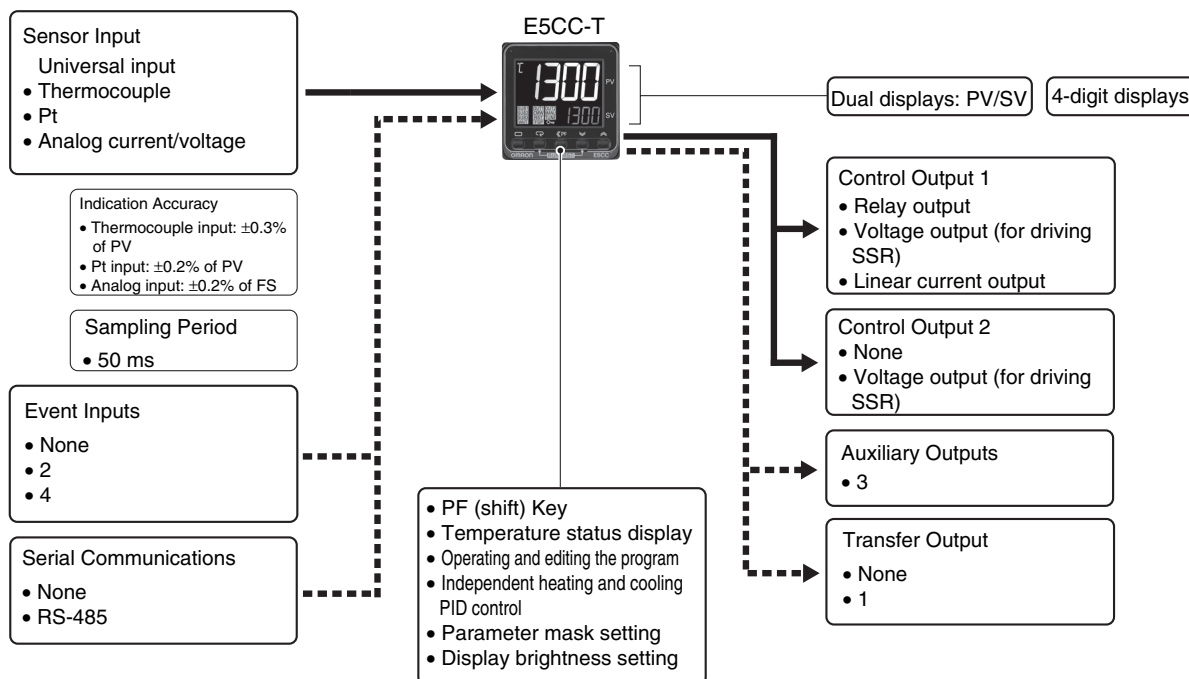 E5CC-T
Sensor Input
Universal input
• Thermocouple
• Pt
• Analog current/voltage
Indication Accuracy
• Thermocouple input: ±0.3%
of PV
• Pt input: ±0.2% of PV
• Analog input: ±0.2% of FS
Sampling Period
• 50 ms
Event Inputs
• None
• 2
• 4
Serial Communications
• None
• RS-485
1300
PV
1300
SV
PF
OMRON
E5CC
• PF (shift) Key
• Temperature status display
• Operating and editing the program
• Independent heating and cooling
PID control
• Parameter mask setting
• Display brightness setting
Dual displays: PV/SV
4-digit displays
Control Output 1
• Relay output
• Voltage output (for driving
SSR)
• Linear current output
Control Output 2
• None
• Voltage output (for driving
SSR)
Auxiliary Outputs
• 3
Transfer Output
• None
• 1